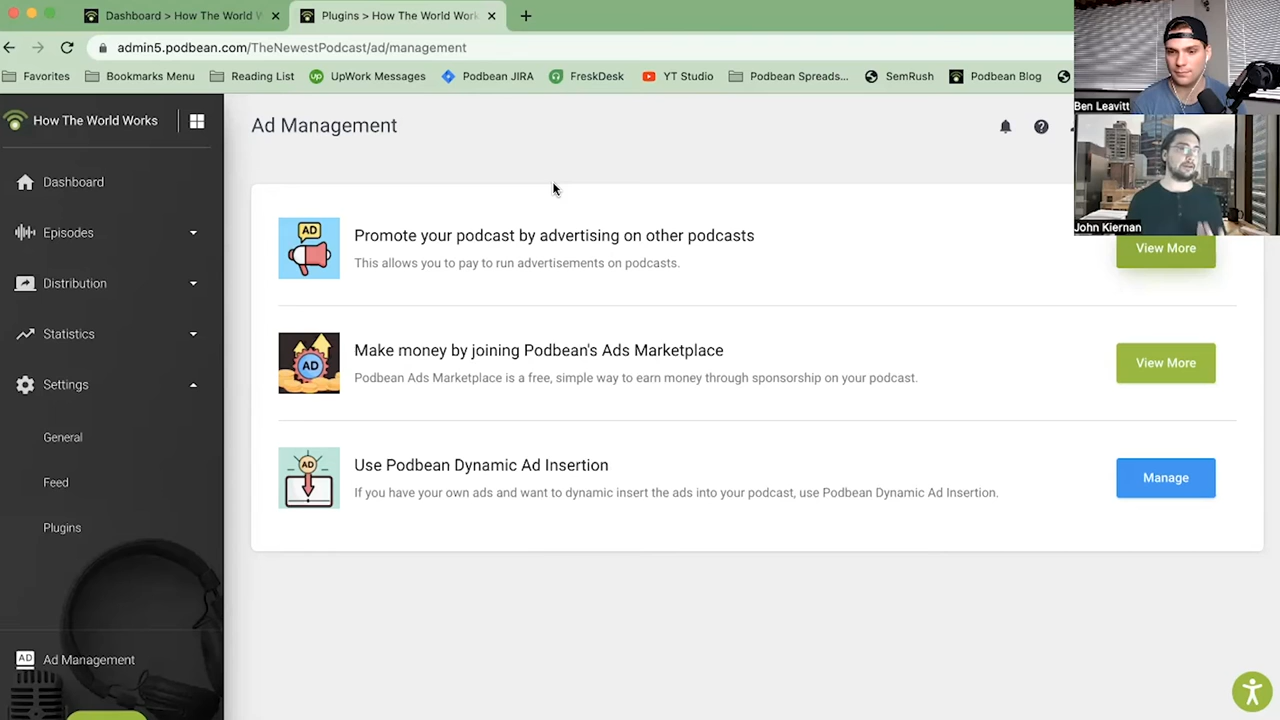 Dashboard > How The World W
Plugins > How The World Work
admin5.podbean.com/TheNewestPodcast/ad/management
Favorites
Bookmarks Menu
Reading List
up
UpWork Messages
Podbean JIRA
FreskDesk
YT Studio
Podbean Spreads...
SemRush
Podbean Blog
Ben Leavitt
John Kiernan
How The World Works
Dashboard
Episodes
Distribution
Statistics
Settings
General
Feed
Plugins
AD
Ad Management
Ad Management
AD
Promote your podcast by advertising on other podcasts
This allows you to pay to run advertisements on podcasts.
View More
AD
Make money by joining Podbean's Ads Marketplace
Podbean Ads Marketplace is a free, simple way to earn money through sponsorship on your podcast.
View More
AD
Use Podbean Dynamic Ad Insertion
If you have your own ads and want to dynamic insert the ads into your podcast, use Podbean Dynamic Ad Insertion.
Manage